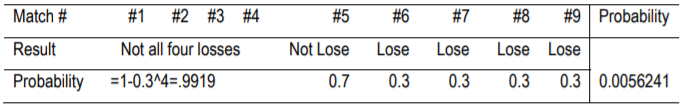 Match # #1 #2 #3 #4 #5 #6 #7 #8 #9 Probability
Result Not all four losses Not Lose Lose Lose Lose Lose
Probability =1-0.3^4=.9919 0.7 0.3 0.3 0.3 0.3 0.0056241